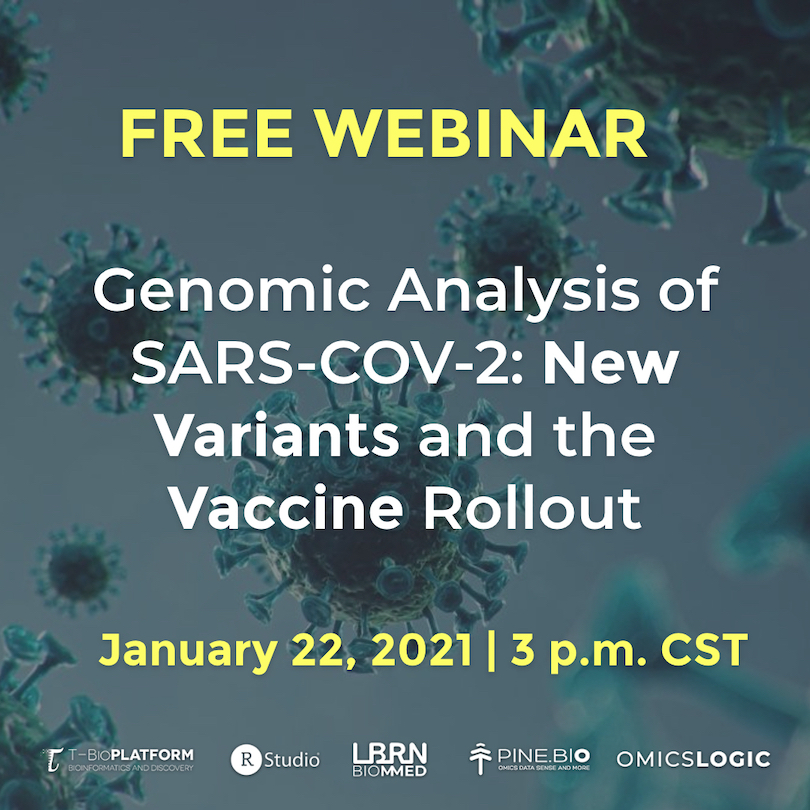 FREE WEBINAR
Genomic Analysis of
SARS-COV-2: New
Variants and the
Vaccine Rollout
January 22, 2021 | 3 p.m. CST
T-BIOPLATFORM
BIOINFORMATICS AND DISCOVERY
R Studio
LBRN
BIOMMED
PINE.BIO
OMICS DATA SENSE AND MORE
OMICSLOGIC